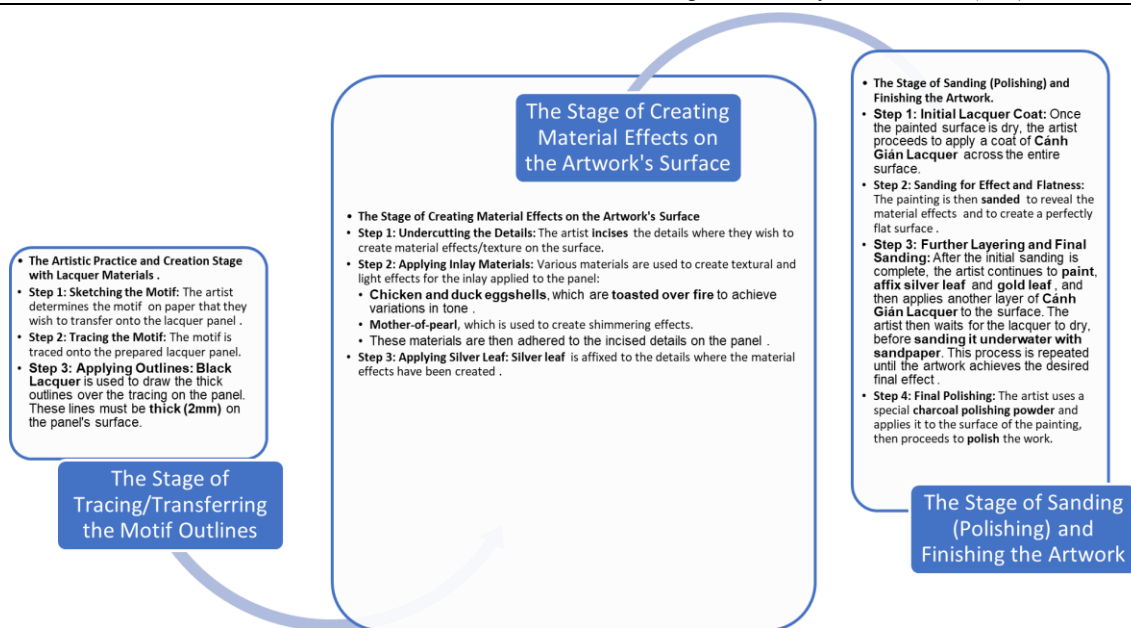 • The Artistic Practice and Creation Stage
with Lacquer Materials .
• Step 1: Sketching the Motif: The artist
determines the motif on paper that they
wish to transfer onto the lacquer panel .
• Step 2: Tracing the Motif: The motif is
traced onto the prepared lacquer panel.
• Step 3: Applying Outlines: Black
Lacquer is used to draw the thick
outlines over the tracing on the panel.
These lines must be thick (2mm) on
the panel's surface.
The Stage of
Tracing/Transferring
the Motif Outlines
The Stage of Creating
Material Effects on
the Artwork's Surface
• The Stage of Creating Material Effects on the Artwork's Surface
• Step 1: Undercutting the Details: The artist incises the details where they wish to
create material effects/texture on the surface.
• Step 2: Applying Inlay Materials: Various materials are used to create textural and
light effects for the inlay applied to the panel:
• Chicken and duck eggshells, which are toasted over fire to achieve
variations in tone .
• Mother-of-pearl, which is used to create shimmering effects.
• These materials are then adhered to the incised details on the panel .
• Step 3: Applying Silver Leaf: Silver leaf is affixed to the details where the material
effects have been created .
• The Stage of Sanding (Polishing) and
Finishing the Artwork.
• Step 1: Initial Lacquer Coat: Once
the painted surface is dry, the artist
proceeds to apply a coat of Cánh
Gián Lacquer across the entire
surface.
• Step 2: Sanding for Effect and Flatness:
The painting is then sanded to reveal the
material effects and to create a perfectly
flat surface .
• Step 3: Further Layering and Final
Sanding: After the initial sanding is
complete, the artist continues to paint,
affix silver leaf and gold leaf , and
then applies another layer of Cánh
Gián Lacquer to the surface. The
artist then waits for the lacquer to dry,
before sanding it underwater with
sandpaper. This process is repeated
until the artwork achieves the desired
final effect .
• Step 4: Final Polishing: The artist uses a
special charcoal polishing powder and
applies it to the surface of the painting,
then proceeds to polish the work.
The Stage of Sanding
(Polishing) and
Finishing the Artwork